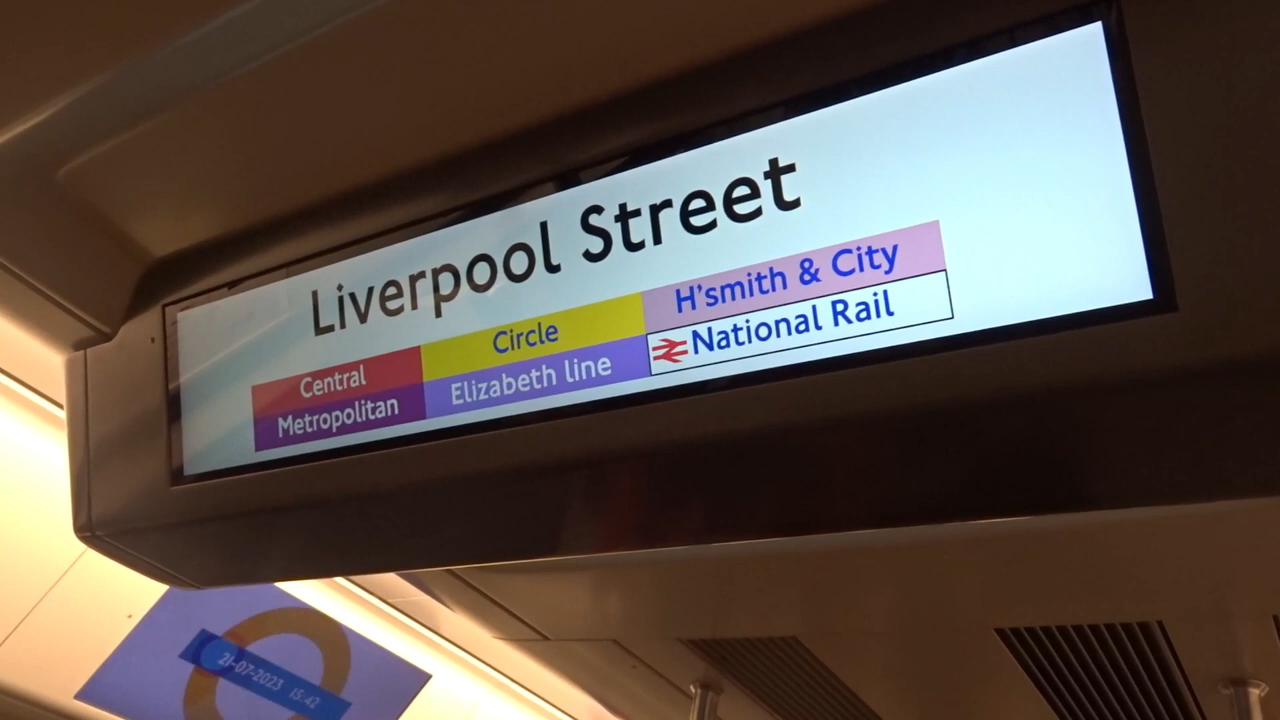 Liverpool Street
Central
Circle
H'smith & City
Metropolitan
Elizabeth line
National Rail
21-07-2023 15:42